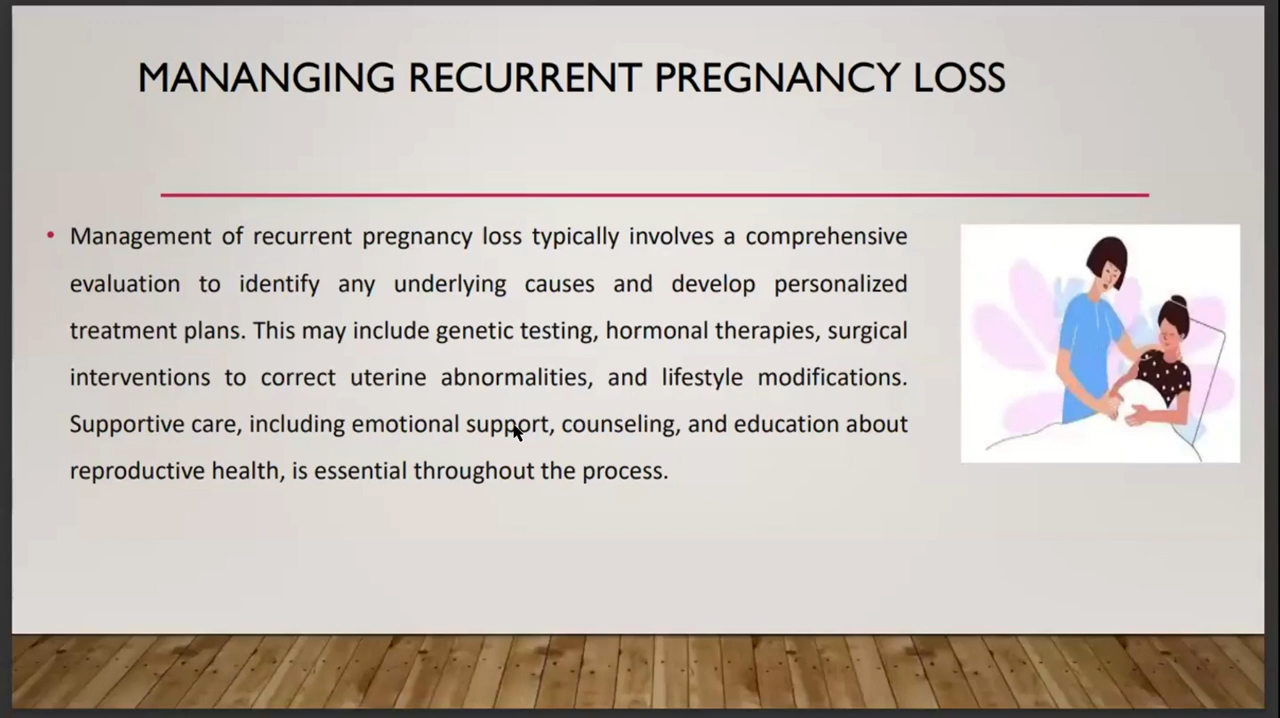 MANANGING RECURRENT PREGNANCY LOSS
• Management of recurrent pregnancy loss typically involves a comprehensive
evaluation to identify any underlying causes and develop personalized
treatment plans. This may include genetic testing, hormonal therapies, surgical
interventions to correct uterine abnormalities, and lifestyle modifications.
Supportive care, including emotional support, counseling, and education about
reproductive health, is essential throughout the process.